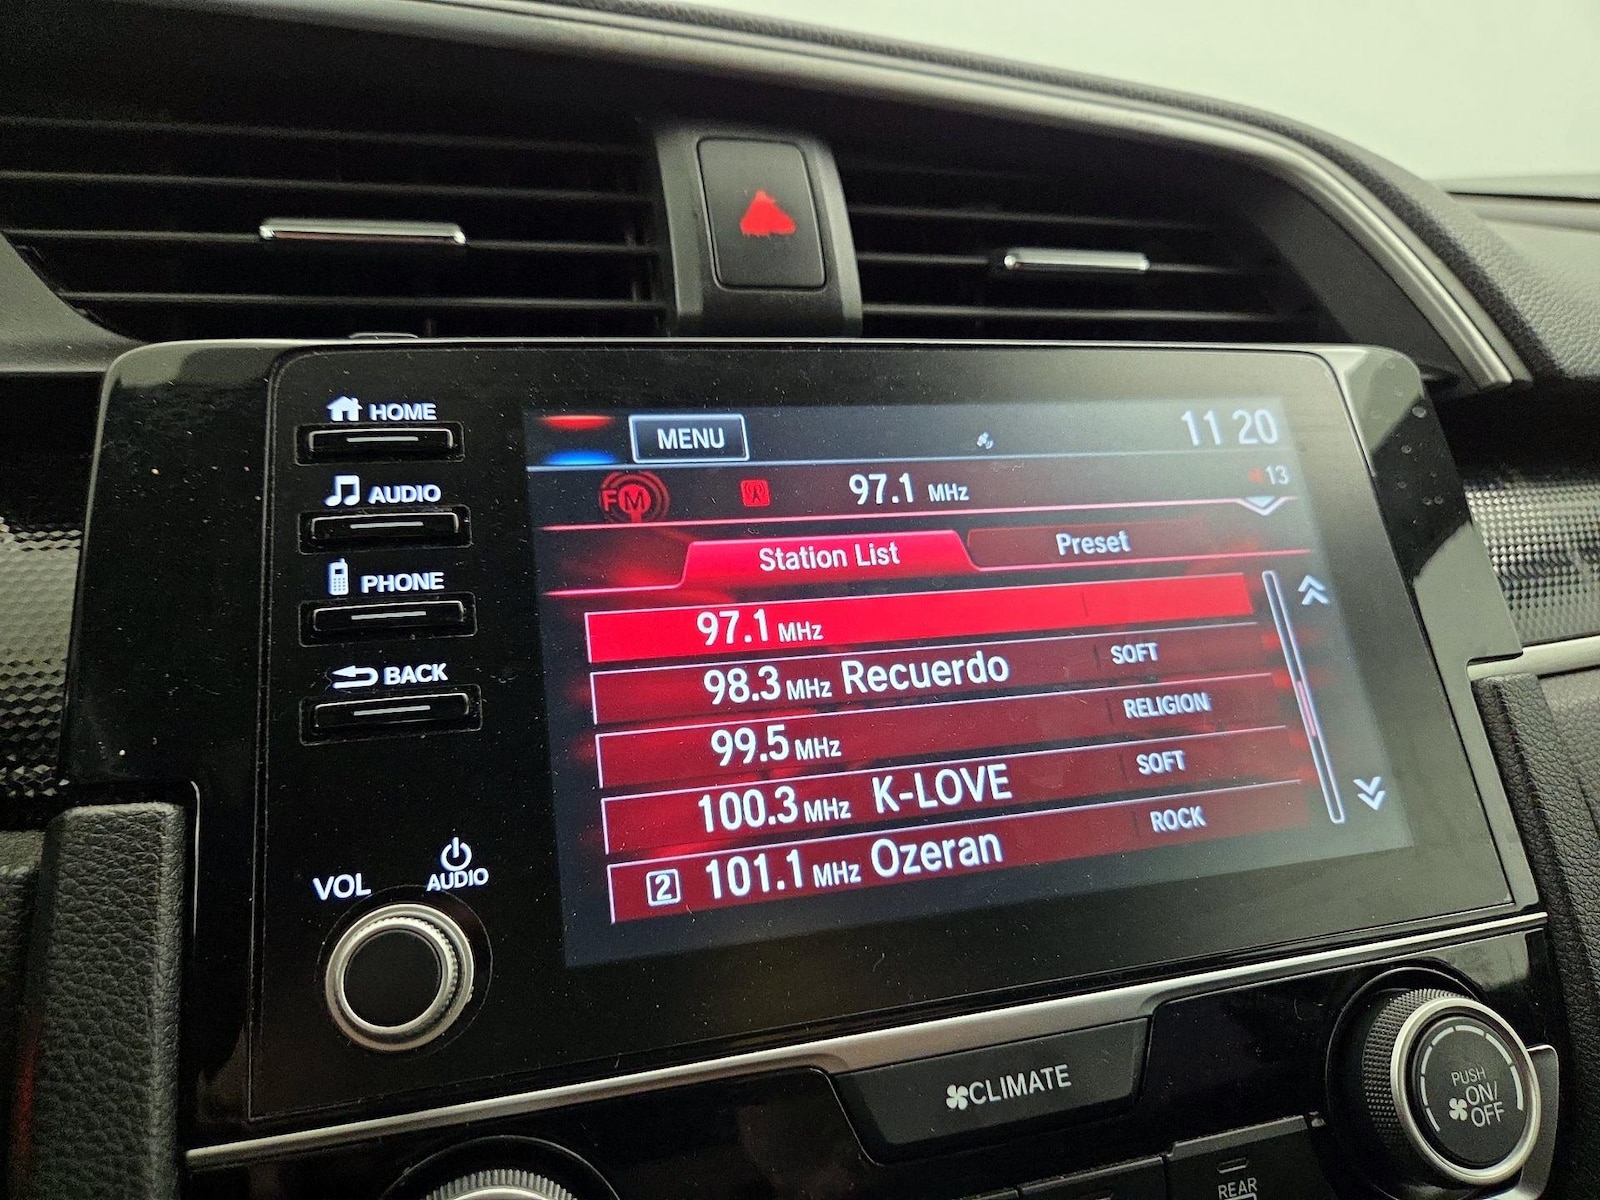 HOME
AUDIO
PHONE
BACK
VOL
AUDIO
MENU
11 20
FM
97.1 MHz
13
Station List
Preset
97.1 MHz
98.3 MHz Recuerdo SOFT
99.5 MHz RELIGION
100.3 MHz K-LOVE SOFT
2 101.1 MHz Ozeran ROCK
CLIMATE
PUSH
ON/
OFF
REAR